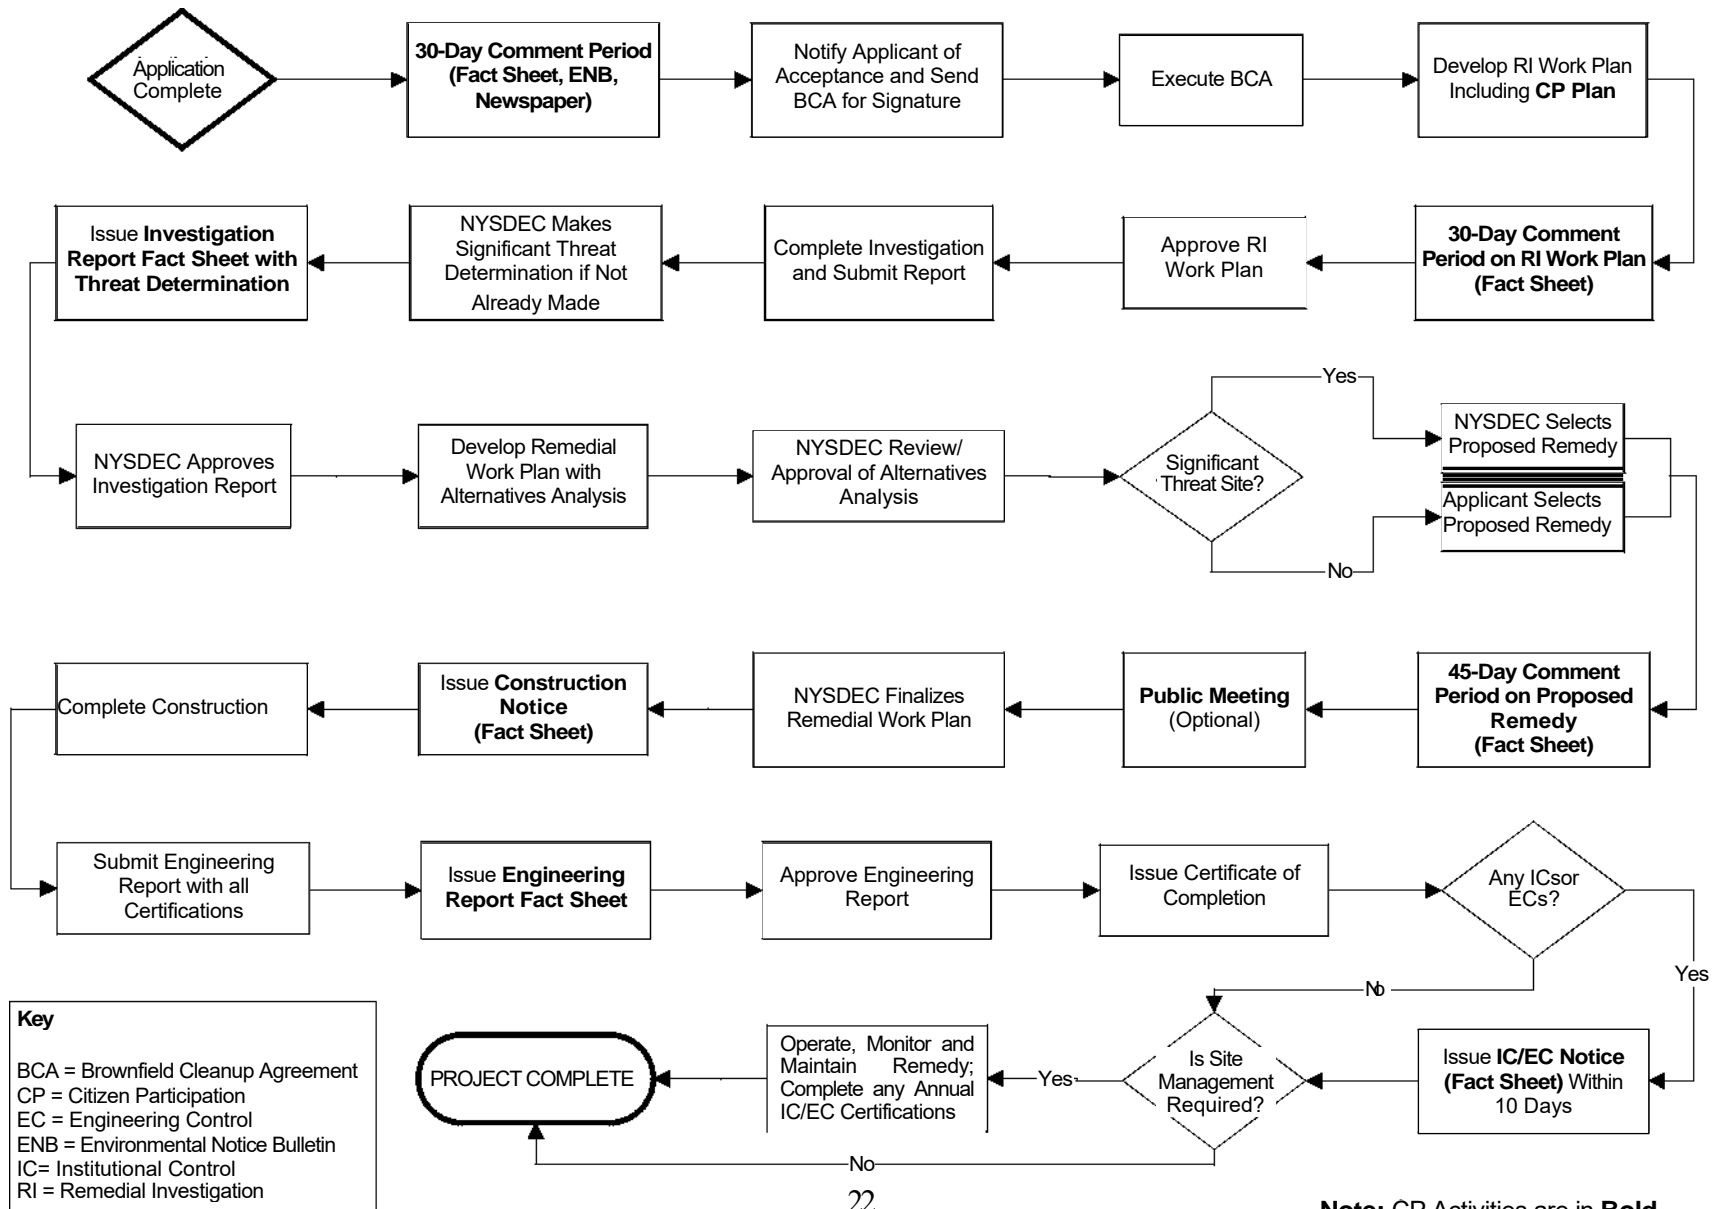 Application
Complete
30-Day Comment Period
(Fact Sheet, ENB,
Newspaper)
Notify Applicant of
Acceptance and Send
BCA for Signature
Execute BCA
Develop RI Work Plan
Including CP Plan
Issue Investigation
Report Fact Sheet with
Threat Determination
NYSDEC Makes
Significant Threat
Determination if Not
Already Made
Complete Investigation
and Submit Report
Approve RI
Work Plan
30-Day Comment
Period on RI Work Plan
(Fact Sheet)
NYSDEC Approves
Investigation Report
Develop Remedial
Work Plan with
Alternatives Analysis
NYSDEC Review/
Approval of Alternatives
Analysis
Significant
Threat Site?
Yes
No
NYSDEC Selects
Proposed Remedy
Applicant Selects
Proposed Remedy
Complete Construction
Issue Construction
Notice
(Fact Sheet)
NYSDEC Finalizes
Remedial Work Plan
Public Meeting
(Optional)
45-Day Comment
Period on Proposed
Remedy
(Fact Sheet)
Submit Engineering
Report with all
Certifications
Issue Engineering
Report Fact Sheet
Approve Engineering
Report
Issue Certificate of
Completion
Any ICsor
ECs?
Yes
No
Key
BCA = Brownfield Cleanup Agreement
CP = Citizen Participation
EC = Engineering Control
ENB = Environmental Notice Bulletin
IC= Institutional Control
RI = Remedial Investigation
PROJECT COMPLETE
Operate, Monitor and
Maintain Remedy;
Complete any Annual
IC/EC Certifications
Yes
Is Site
Management
Required?
Issue IC/EC Notice
(Fact Sheet) Within
10 Days
No
22
Note: CP Activities are in Bold